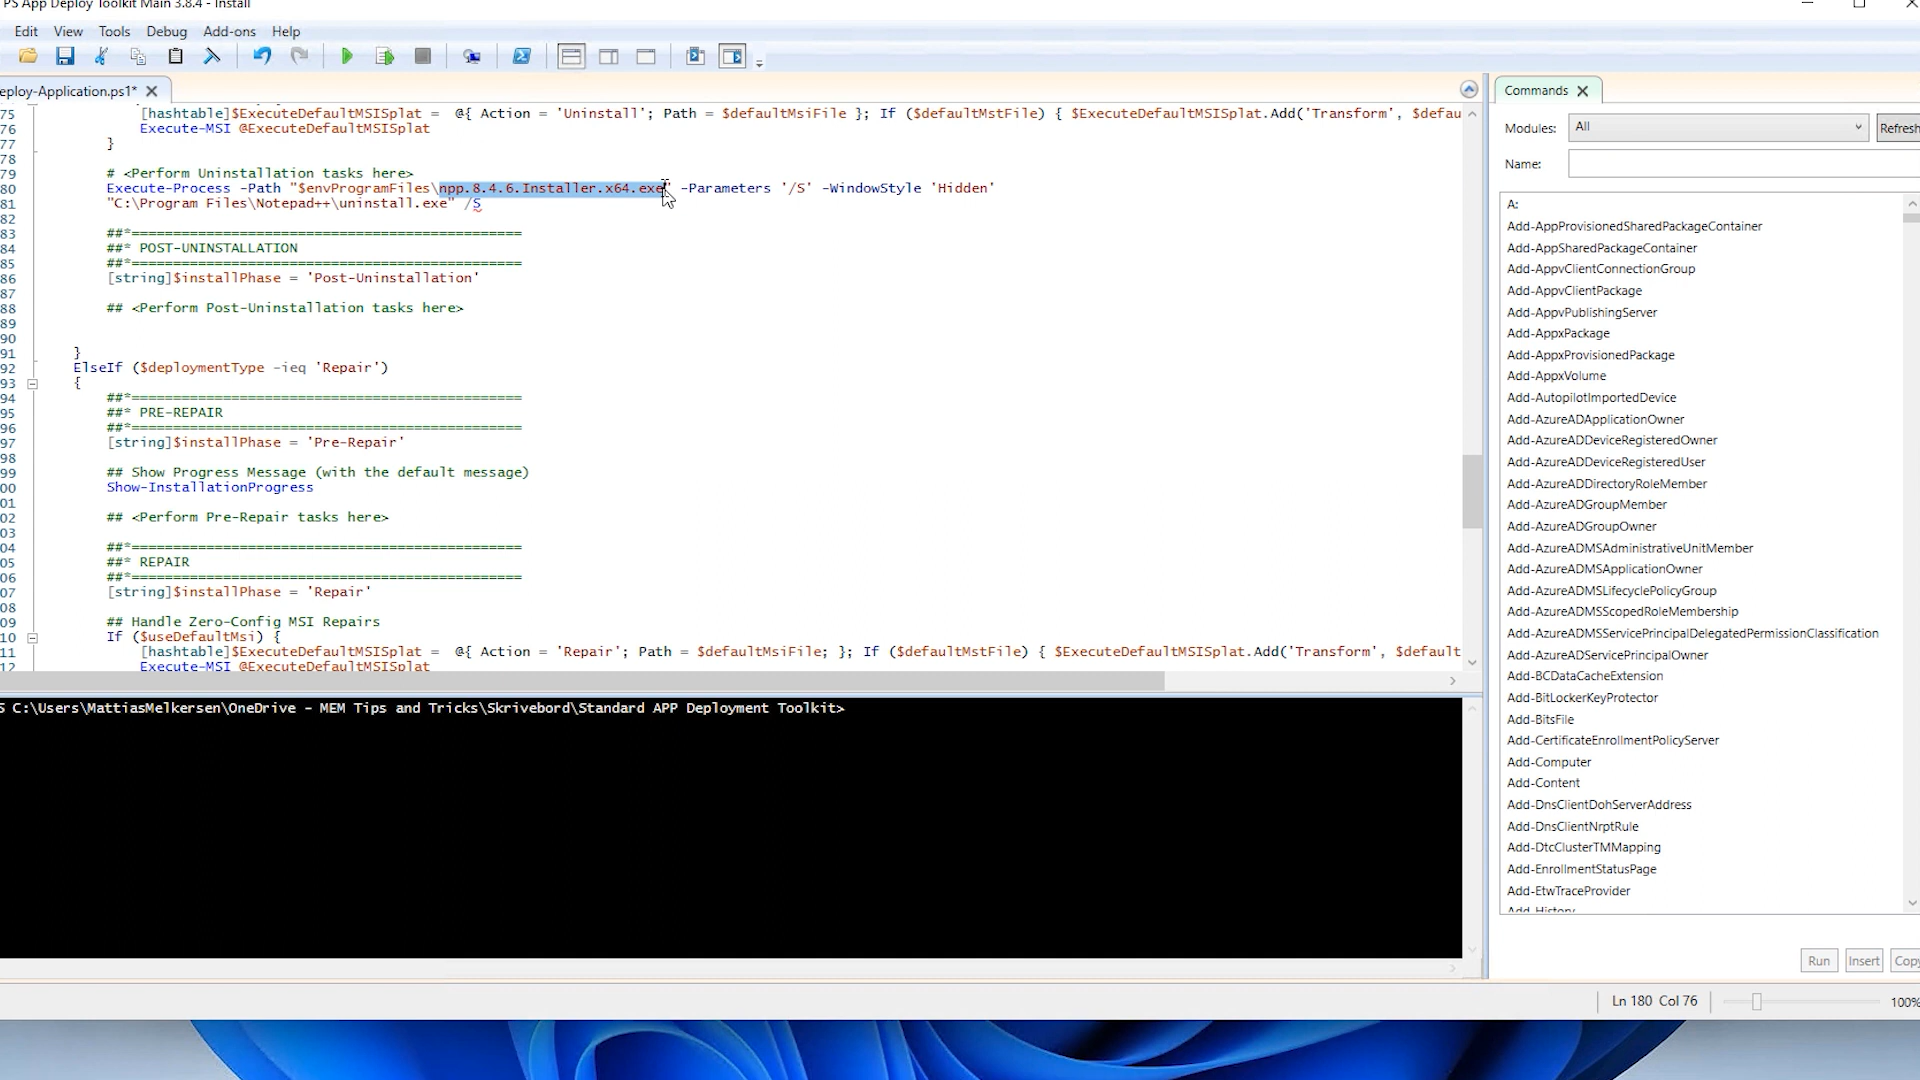 PS App Deploy Toolkit Main 3.8.4 - Install
Edit View Tools Debug Add-ons Help
eploy-Application.ps1*
75 [hashtable]$ExecuteDefaultMSISplat = @{ Action = 'Uninstall'; Path = $defaultMsiFile }; If ($defaultMstFile) { $ExecuteDefaultMSISplat.Add('Transform', $defau
76 Execute-MSI @ExecuteDefaultMSISplat
77 }
78
79 # <Perform Uninstallation tasks here>
80 Execute-Process -Path "$envProgramFiles\npp.8.4.6.Installer.x64.exe" -Parameters '/S' -WindowStyle 'Hidden'
81 "C:\Program Files\Notepad++\uninstall.exe" /S
82
83 ##*===============================================
84 ##* POST-UNINSTALLATION
85 ##*===============================================
86 [string]$installPhase = 'Post-Uninstallation'
87
88 ## <Perform Post-Uninstallation tasks here>
89
90
91 }
92 ElseIf ($deploymentType -ieq 'Repair')
93 {
94 ##*===============================================
95 ##* PRE-REPAIR
96 ##*===============================================
97 [string]$installPhase = 'Pre-Repair'
98
99 ## Show Progress Message (with the default message)
00 Show-InstallationProgress
01
02 ## <Perform Pre-Repair tasks here>
03
04 ##*===============================================
05 ##* REPAIR
06 ##*===============================================
07 [string]$installPhase = 'Repair'
08
09 ## Handle Zero-Config MSI Repairs
10 If ($useDefaultMsi) {
11 [hashtable]$ExecuteDefaultMSISplat = @{ Action = 'Repair'; Path = $defaultMsiFile; }; If ($defaultMstFile) { $ExecuteDefaultMSISplat.Add('Transform', $default
12 Execute-MSI @ExecuteDefaultMSISplat
S C:\Users\MattiasMelkersen\OneDrive - MEM Tips and Tricks\Skrivebord\Standard APP Deployment Toolkit>
Commands
Modules: All Refresh
Name:
A:
Add-AppProvisionedSharedPackageContainer
Add-AppSharedPackageContainer
Add-AppvClientConnectionGroup
Add-AppvClientPackage
Add-AppvPublishingServer
Add-AppxPackage
Add-AppxProvisionedPackage
Add-AppxVolume
Add-AutopilotImportedDevice
Add-AzureADApplicationOwner
Add-AzureADDeviceRegisteredOwner
Add-AzureADDeviceRegisteredUser
Add-AzureADDirectoryRoleMember
Add-AzureADGroupMember
Add-AzureADGroupOwner
Add-AzureADMSAdministrativeUnitMember
Add-AzureADMSApplicationOwner
Add-AzureADMSLifecyclePolicyGroup
Add-AzureADMSScopedRoleMembership
Add-AzureADMSServicePrincipalDelegatedPermissionClassification
Add-AzureADServicePrincipalOwner
Add-BCDataCacheExtension
Add-BitLockerKeyProtector
Add-BitsFile
Add-CertificateEnrollmentPolicyServer
Add-Computer
Add-Content
Add-DnsClientDohServerAddress
Add-DnsClientNrptRule
Add-DtcClusterTMMapping
Add-EnrollmentStatusPage
Add-EtwTraceProvider
Add-History
Run Insert Copy
Ln 180 Col 76 100%